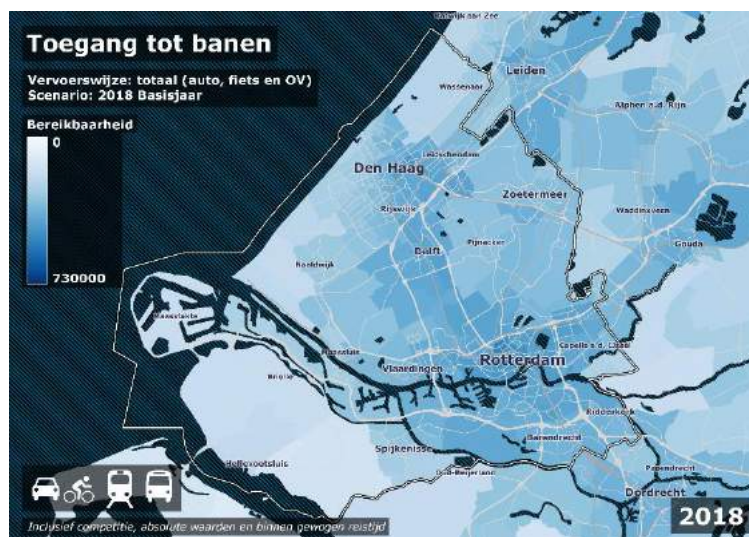 Toegang tot banen
Vervoerswijze: totaal (auto, fiets en OV)
Scenario: 2018 Basisjaar
Bereikbaarheid
0
730000
Leiden
Wassenaar
Alphen a.d. Rijn
Leidschendam
Den Haag
Zoetermeer
Rijswijk
Waddinxveen
Delft
Pijnacker
Gouda
Maasvlakte
Maassluis
Rotterdam
Capelle a.d. IJssel
Vlaardingen
Brielle
Ridderkerk
Barendrecht
Spijkenisse
Hellevoetsluis
Oud-Beijerland
Papendrecht
Dordrecht
2018
Inclusief competitie, absolute waarden en binnen gewogen reistijd